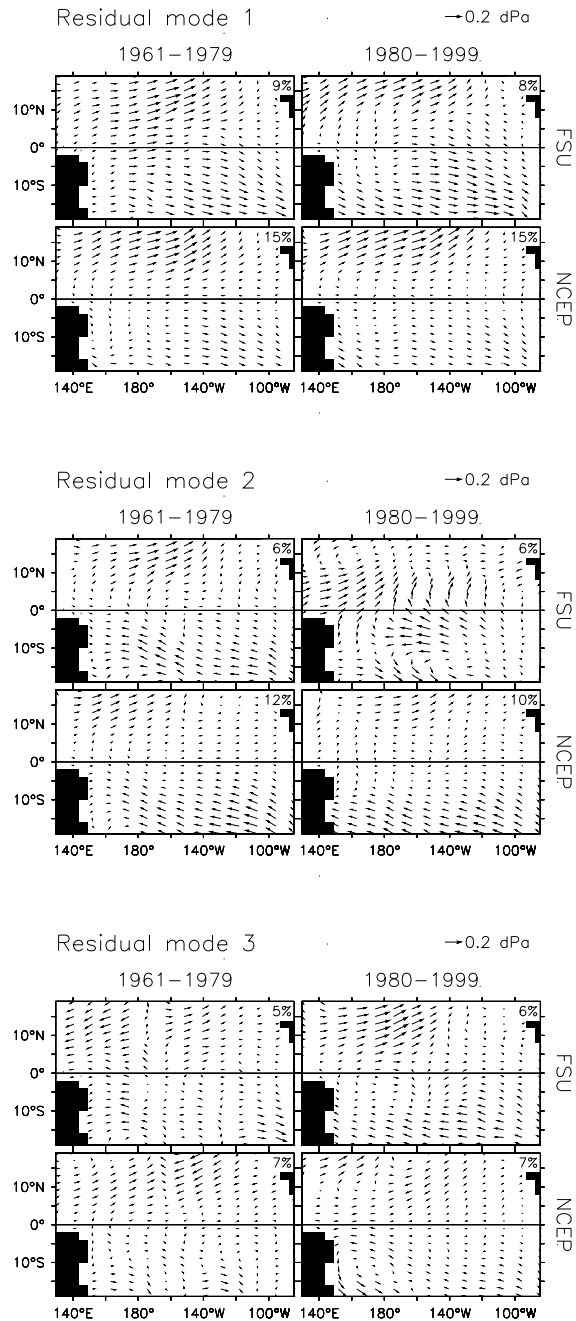 Residual mode 1 →0.2 dPa
1961−1979 1980−1999
9% 8%
10°N
0°
10°S
FSU
15% 15%
10°N
0°
10°S
NCEP
140°E 180° 140°W 100°W 140°E 180° 140°W 100°W
Residual mode 2 →0.2 dPa
1961−1979 1980−1999
6% 6%
10°N
0°
10°S
FSU
12% 10%
10°N
0°
10°S
NCEP
140°E 180° 140°W 100°W 140°E 180° 140°W 100°W
Residual mode 3 →0.2 dPa
1961−1979 1980−1999
5% 6%
10°N
0°
10°S
FSU
7% 7%
10°N
0°
10°S
NCEP
140°E 180° 140°W 100°W 140°E 180° 140°W 100°W